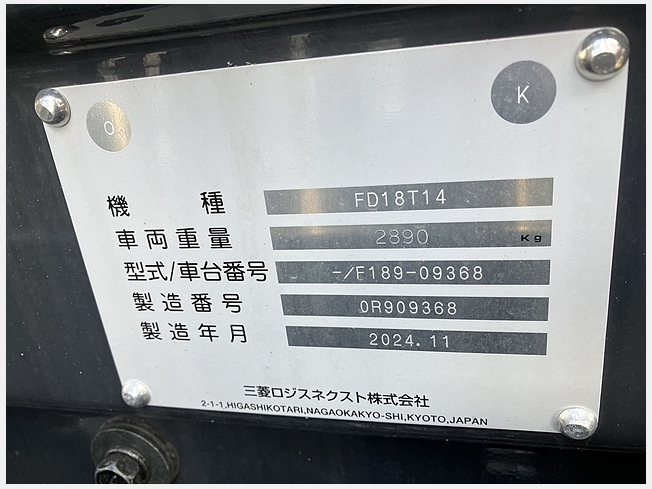 O K
機 種 FD18T14
車両重量 2890 Kg
型式/車台番号 -/F189-09368
製造番号 0R909368
製造年月 2024.11
三菱ロジスネクスト株式会社
2-1-1,HIGASHIKOTARI,NAGAOKAKYO-SHI,KYOTO,JAPAN